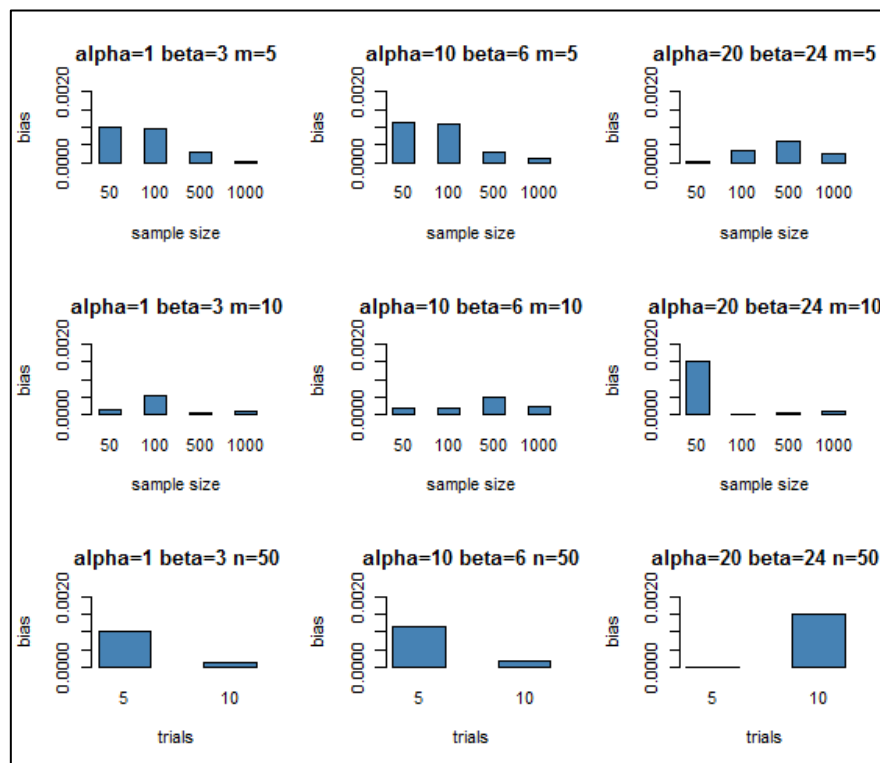 alpha=1 beta=3 m=5
alpha=10 beta=6 m=5
alpha=20 beta=24 m=5
bias
0.0000 0.0020
50 100 500 1000
sample size
bias
0.0000 0.0020
50 100 500 1000
sample size
bias
0.0000 0.0020
50 100 500 1000
sample size
alpha=1 beta=3 m=10
alpha=10 beta=6 m=10
alpha=20 beta=24 m=10
bias
0.0000 0.0020
50 100 500 1000
sample size
bias
0.0000 0.0020
50 100 500 1000
sample size
bias
0.0000 0.0020
50 100 500 1000
sample size
alpha=1 beta=3 n=50
alpha=10 beta=6 n=50
alpha=20 beta=24 n=50
bias
0.0000 0.0020
5 10
trials
bias
0.0000 0.0020
5 10
trials
bias
0.0000 0.0020
5 10
trials